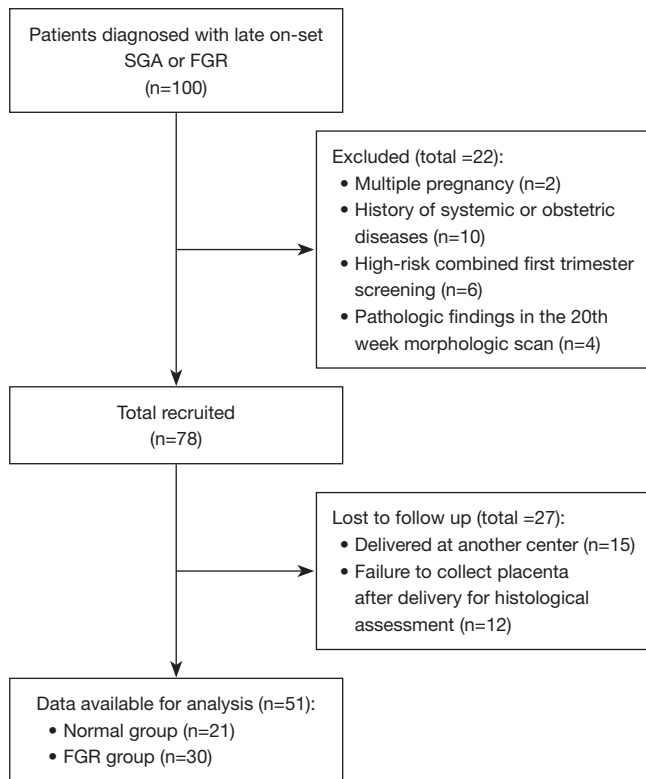 Patients diagnosed with late on-set
SGA or FGR
(n=100)
Excluded (total =22):
• Multiple pregnancy (n=2)
• History of systemic or obstetric
diseases (n=10)
• High-risk combined first trimester
screening (n=6)
• Pathologic findings in the 20th
week morphologic scan (n=4)
Total recruited
(n=78)
Lost to follow up (total =27):
• Delivered at another center (n=15)
• Failure to collect placenta
after delivery for histological
assessment (n=12)
Data available for analysis (n=51):
• Normal group (n=21)
• FGR group (n=30)